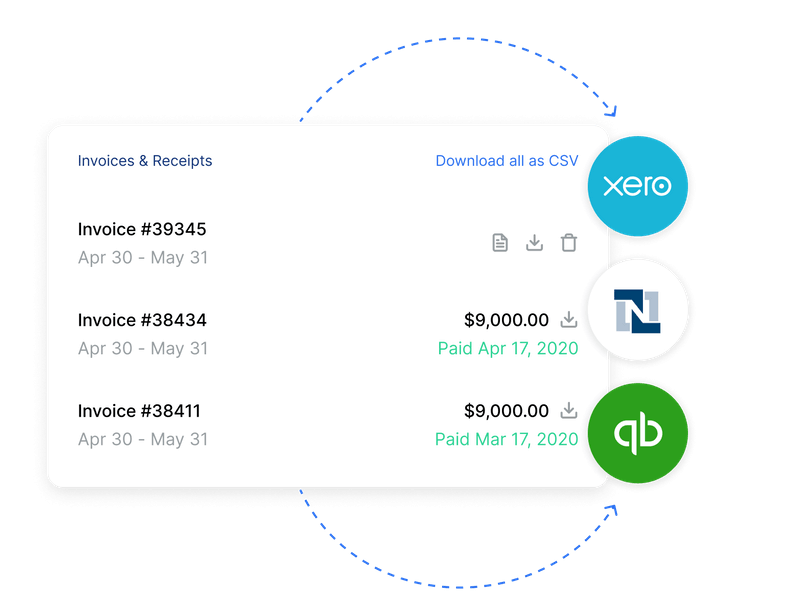 Invoices & Receipts
Download all as CSV
xero
Invoice #39345
Apr 30 - May 31
N
Invoice #38434
$9,000.00
Apr 30 - May 31
Paid Apr 17, 2020
Invoice #38411
$9,000.00
Apr 30 - May 31
Paid Mar 17, 2020
qb